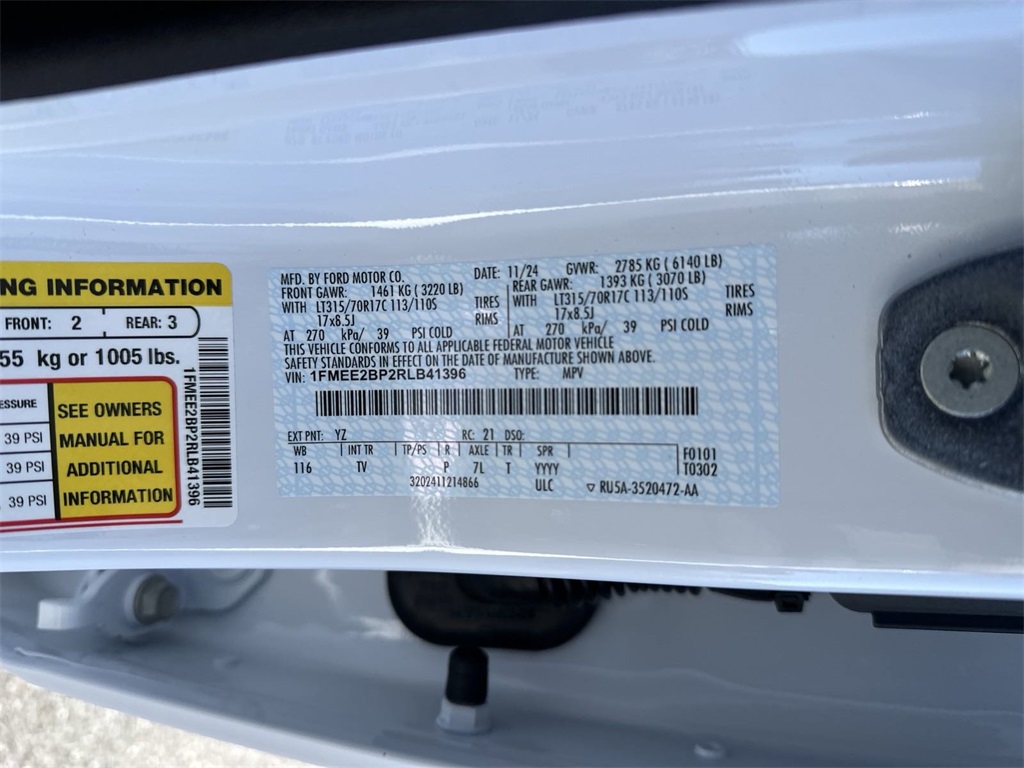 NG INFORMATION
FRONT: 2 REAR: 3
55 kg or 1005 lbs.
ESSURE
39 PSI
39 PSI
39 PSI
SEE OWNERS
MANUAL FOR
ADDITIONAL
INFORMATION
1FMEE2BP2RLB41396
MFD. BY FORD MOTOR CO. DATE: 11/24 GVWR: 2785 KG ( 6140 LB)
FRONT GAWR: 1461 KG ( 3220 LB) REAR GAWR: 1393 KG ( 3070 LB)
WITH LT315/70R17C 113/110S TIRES WITH LT315/70R17C 113/110S TIRES
17x8.5J RIMS 17x8.5J RIMS
AT 270 kPa/ 39 PSI COLD AT 270 kPa/ 39 PSI COLD
THIS VEHICLE CONFORMS TO ALL APPLICABLE FEDERAL MOTOR VEHICLE
SAFETY STANDARDS IN EFFECT ON THE DATE OF MANUFACTURE SHOWN ABOVE.
VIN: 1FMEE2BP2RLB41396 TYPE: MPV
EXT PNT: YZ RC: 21 DSO:
WB INT TR TP/PS R AXLE TR SPR F0101
116 TV P 7L T YYYY T0302
3202411214866 ULC RU5A-3520472-AA